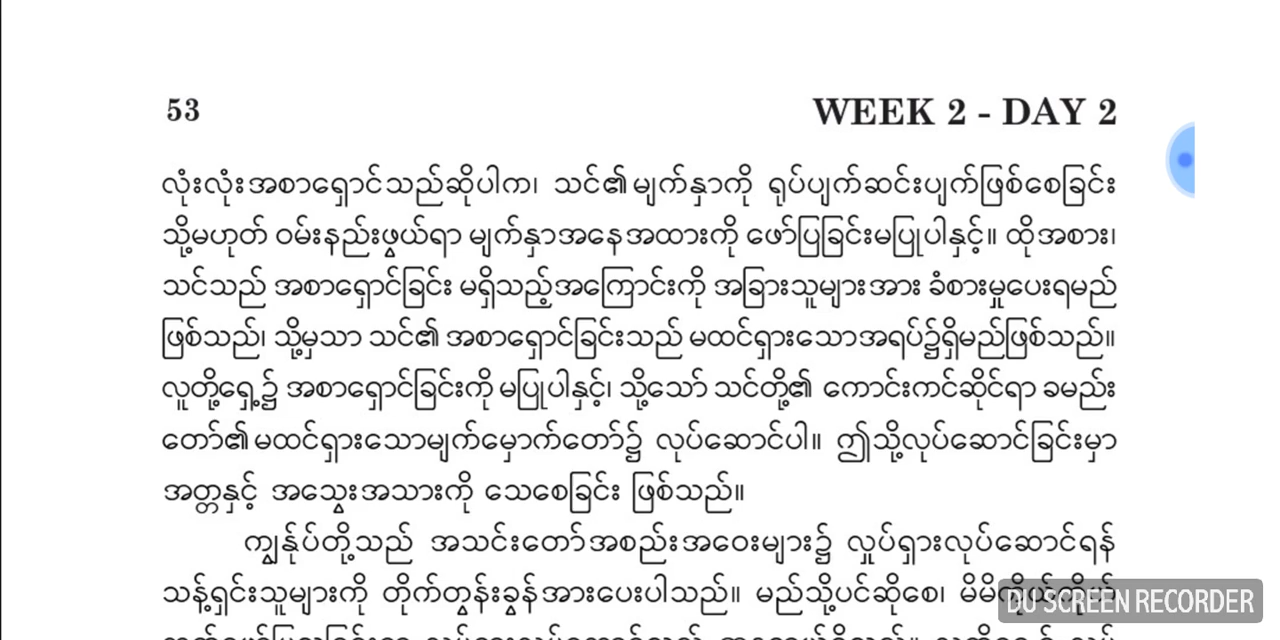 53
WEEK 2 - DAY 2
လုံးလုံးအစာရှောင်သည်ဆိုပါက၊ သင်၏မျက်နှာကို ရုပ်ပျက်ဆင်းပျက်ဖြစ်စေခြင်း
သို့မဟုတ် ဝမ်းနည်းဖွယ်ရာ မျက်နှာအနေအထားကို ဖော်ပြခြင်းမပြုပါနှင့်။ ထိုအစား၊
သင်သည် အစာရှောင်ခြင်း မရှိသည့်အကြောင်းကို အခြားသူများအား ခံစားမှုပေးရမည်
ဖြစ်သည်၊ သို့မှသာ သင်၏ အစာရှောင်ခြင်းသည် မထင်ရှားသောအရပ်၌ရှိမည်ဖြစ်သည်။
လူတို့ရှေ့၌ အစာရှောင်ခြင်းကို မပြုပါနှင့်၊ သို့သော် သင်တို့၏ ကောင်းကင်ဆိုင်ရာ ခမည်း
တော်၏ မထင်ရှားသောမျက်မှောက်တော်၌ လုပ်ဆောင်ပါ။ ဤသို့လုပ်ဆောင်ခြင်းမှာ
အတ္တနှင့် အသွေးအသားကို သေစေခြင်း ဖြစ်သည်။
ကျွန်ုပ်တို့သည် အသင်းတော်အစည်းအဝေးများ၌ လှုပ်ရှားလုပ်ဆောင်ရန်
သန့်ရှင်းသူများကို တိုက်တွန်းခွန်အားပေးပါသည်။ မည်သို့ပင်ဆိုစေ၊
DU SCREEN RECORDER